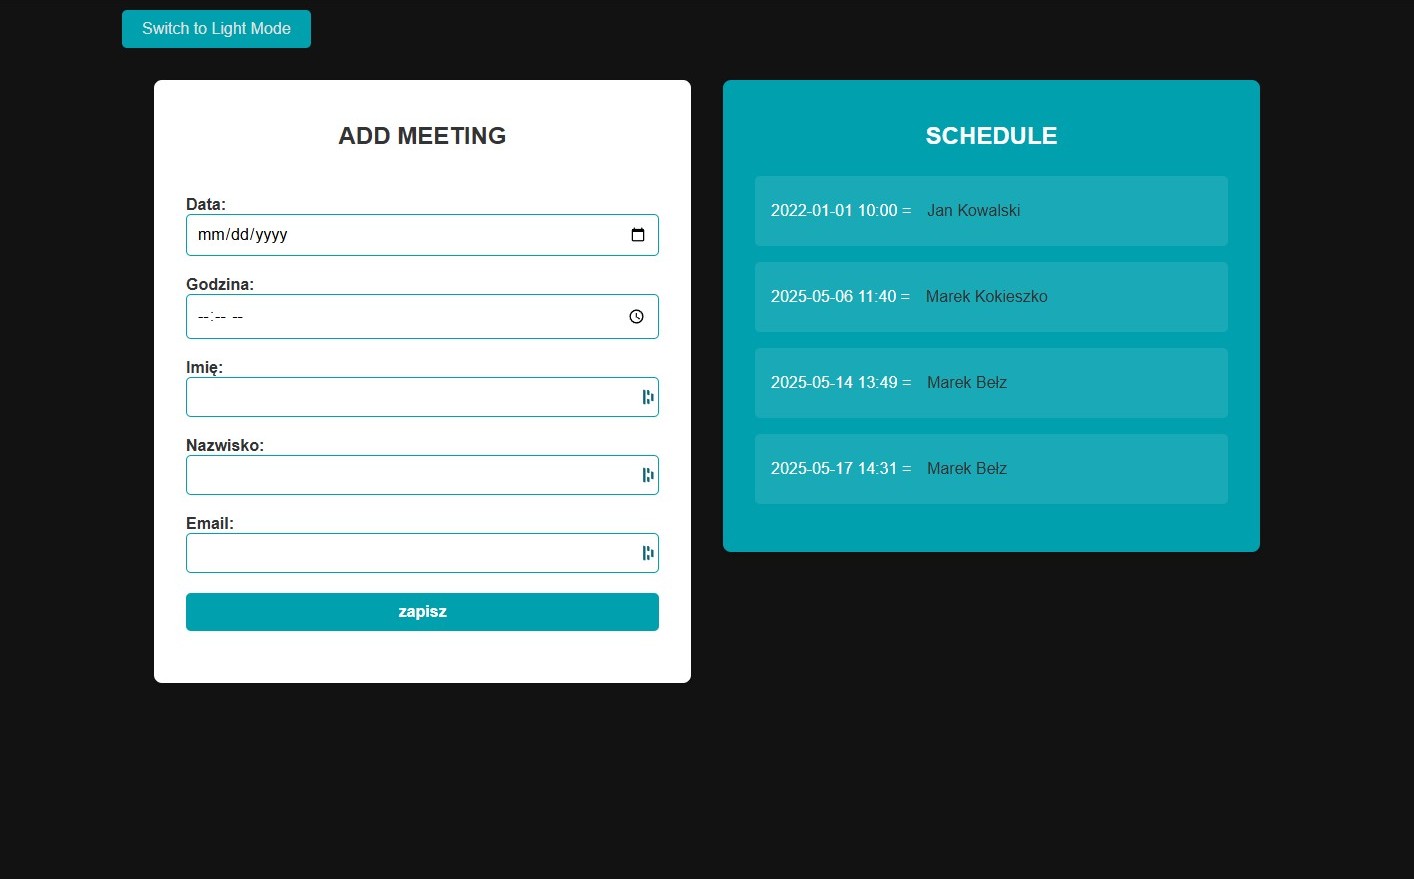 Switch to Light Mode
ADD MEETING
Data:
mm/dd/yyyy
Godzina:
--:-- --
Imię:
Nazwisko:
Email:
zapisz
SCHEDULE
2022-01-01 10:00 = Jan Kowalski
2025-05-06 11:40 = Marek Kokieszko
2025-05-14 13:49 = Marek Bełz
2025-05-17 14:31 = Marek Bełz